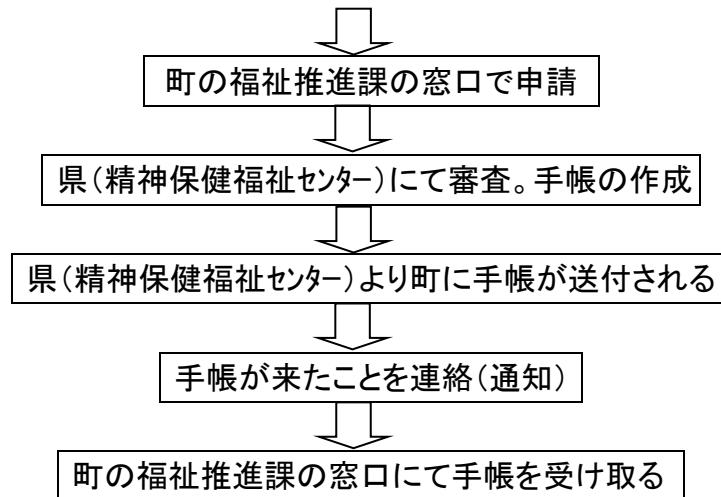 町の福祉推進課の窓口で申請
県（精神保健福祉ｾﾝﾀｰ）にて審査。手帳の作成
県（精神保健福祉ｾﾝﾀｰ）より町に手帳が送付される
手帳が来たことを連絡（通知）
町の福祉推進課の窓口にて手帳を受け取る